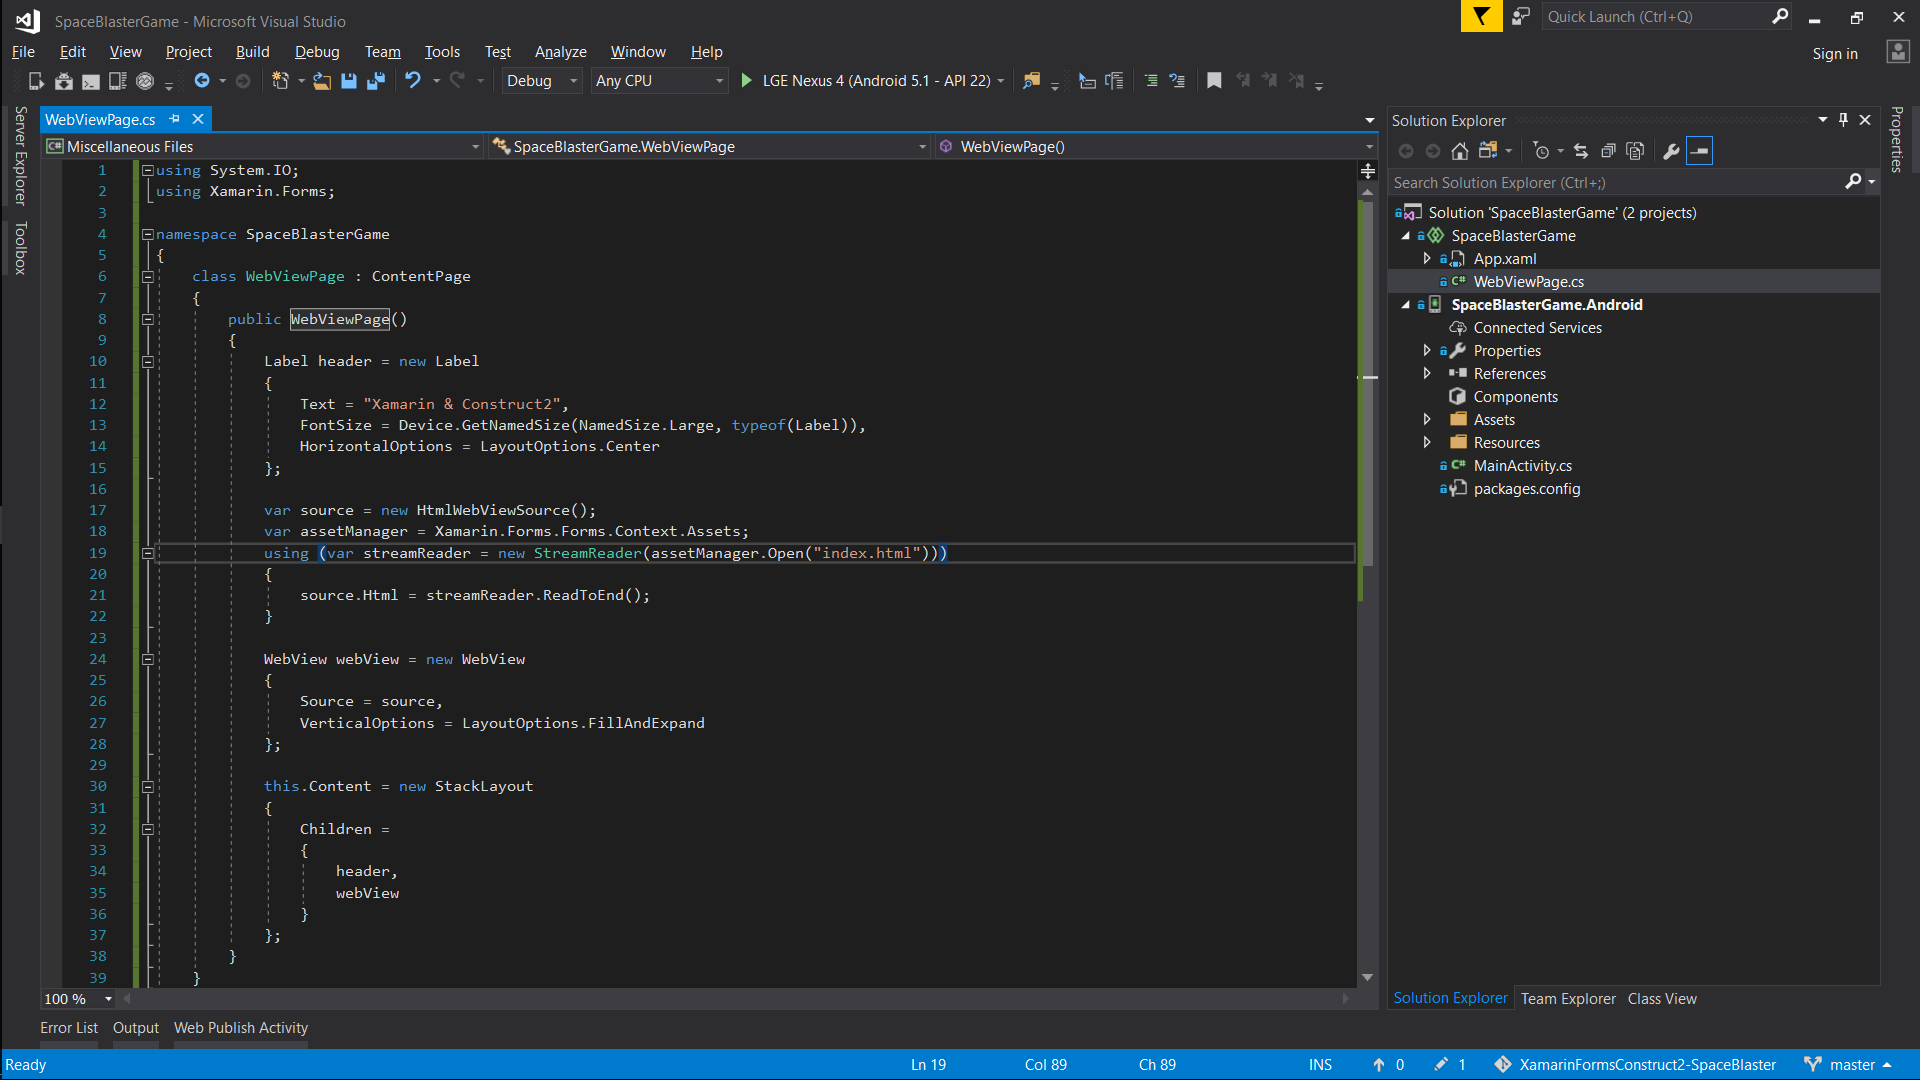 SpaceBlasterGame - Microsoft Visual Studio
Quick Launch (Ctrl+Q)
File Edit View Project Build Debug Team Tools Test Analyze Window Help
Sign in
Debug Any CPU LGE Nexus 4 (Android 5.1 - API 22)
Server Explorer
Toolbox
WebViewPage.cs
C# Miscellaneous Files SpaceBlasterGame.WebViewPage WebViewPage()
1 using System.IO;
2 using Xamarin.Forms;
3
4 namespace SpaceBlasterGame
5 {
6 class WebViewPage : ContentPage
7 {
8 public WebViewPage()
9 {
10 Label header = new Label
11 {
12 Text = "Xamarin & Construct2",
13 FontSize = Device.GetNamedSize(NamedSize.Large, typeof(Label)),
14 HorizontalOptions = LayoutOptions.Center
15 };
16
17 var source = new HtmlWebViewSource();
18 var assetManager = Xamarin.Forms.Forms.Context.Assets;
19 using (var streamReader = new StreamReader(assetManager.Open("index.html")))
20 {
21 source.Html = streamReader.ReadToEnd();
22 }
23
24 WebView webView = new WebView
25 {
26 Source = source,
27 VerticalOptions = LayoutOptions.FillAndExpand
28 };
29
30 this.Content = new StackLayout
31 {
32 Children =
33 {
34 header,
35 webView
36 }
37 };
38 }
39 }
100 %
Solution Explorer
Search Solution Explorer (Ctrl+;)
Solution 'SpaceBlasterGame' (2 projects)
SpaceBlasterGame
App.xaml
C# WebViewPage.cs
SpaceBlasterGame.Android
Connected Services
Properties
References
Components
Assets
Resources
C# MainActivity.cs
packages.config
Solution Explorer Team Explorer Class View
Properties
Error List Output Web Publish Activity
Ready Ln 19 Col 89 Ch 89 INS 0 1 XamarinFormsConstruct2-SpaceBlaster master